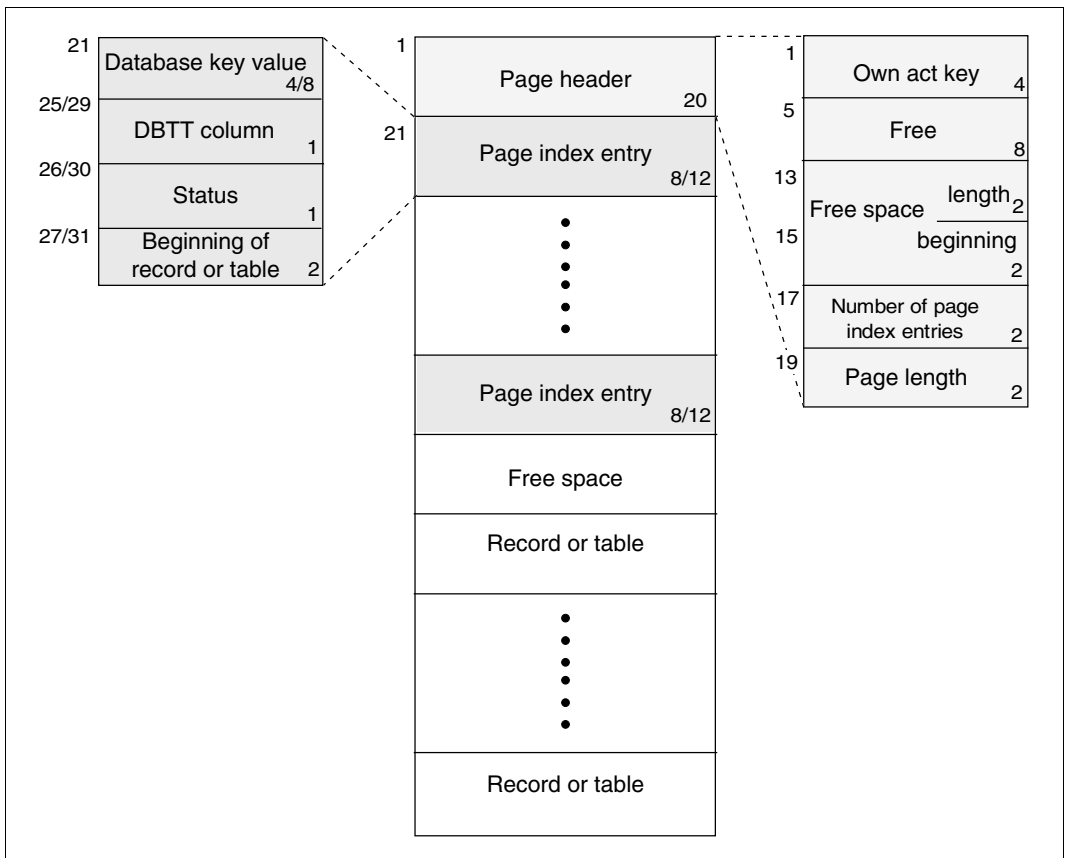 21
Database key value
4/8
25/29
DBTT column
1
26/30
Status
1
27/31
Beginning of
record or table 2
1
Page header
20
21
Page index entry
8/12
Page index entry
8/12
Free space
Record or table
Record or table
1
Own act key
4
5
Free
8
13
Free space length 2
15
beginning
2
17
Number of page
index entries 2
19
Page length
2